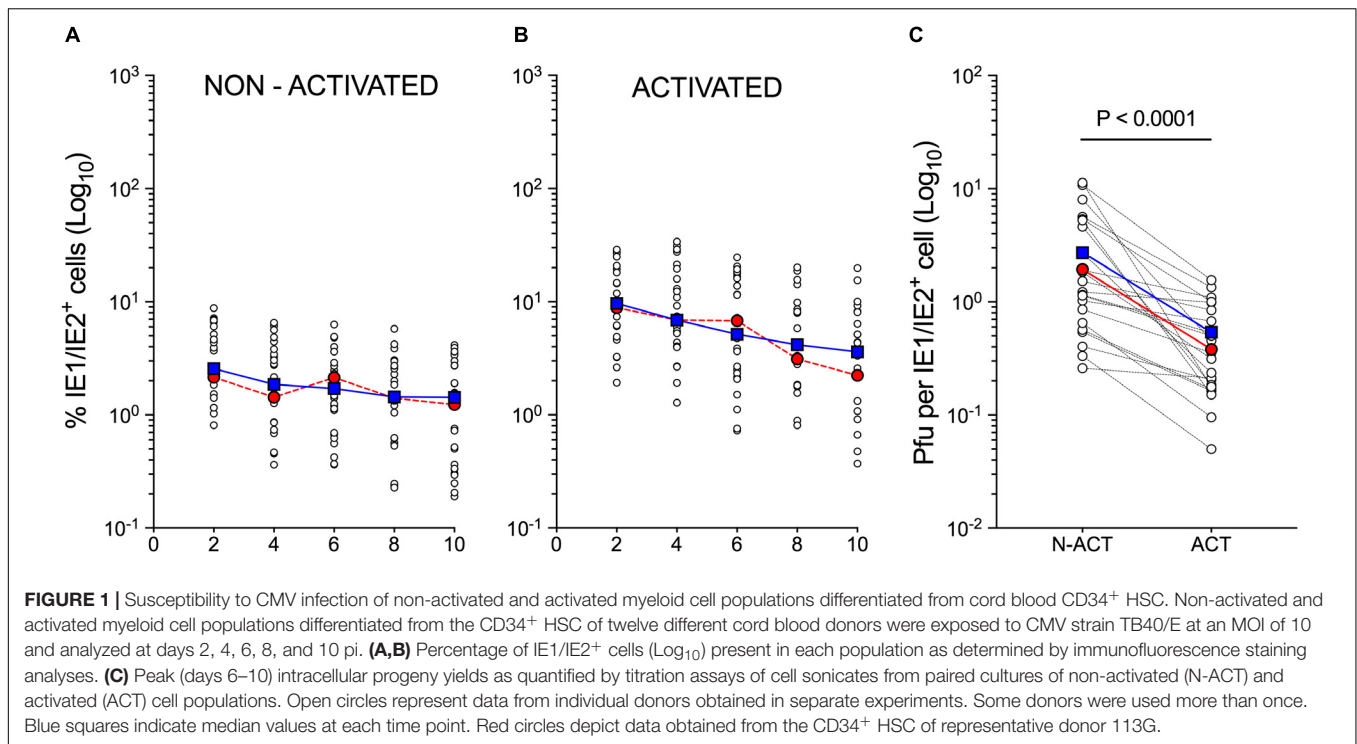 A
B
C
NON - ACTIVATED
ACTIVATED
P < 0.0001
% IE1/IE2⁺ cells (Log₁₀)
10³
10²
10¹
10⁰
10⁻¹
0 2 4 6 8 10
10³
10²
10¹
10⁰
10⁻¹
0 2 4 6 8 10
Pfu per IE1/IE2⁺ cell (Log₁₀)
10²
10¹
10⁰
10⁻¹
10⁻²
N-ACT ACT
FIGURE 1 | Susceptibility to CMV infection of non-activated and activated myeloid cell populations differentiated from cord blood CD34⁺ HSC. Non-activated and
activated myeloid cell populations differentiated from the CD34⁺ HSC of twelve different cord blood donors were exposed to CMV strain TB40/E at an MOI of 10
and analyzed at days 2, 4, 6, 8, and 10 pi. (A,B) Percentage of IE1/IE2⁺ cells (Log₁₀) present in each population as determined by immunofluorescence staining
analyses. (C) Peak (days 6–10) intracellular progeny yields as quantified by titration assays of cell sonicates from paired cultures of non-activated (N-ACT) and
activated (ACT) cell populations. Open circles represent data from individual donors obtained in separate experiments. Some donors were used more than once.
Blue squares indicate median values at each time point. Red circles depict data obtained from the CD34⁺ HSC of representative donor 113G.